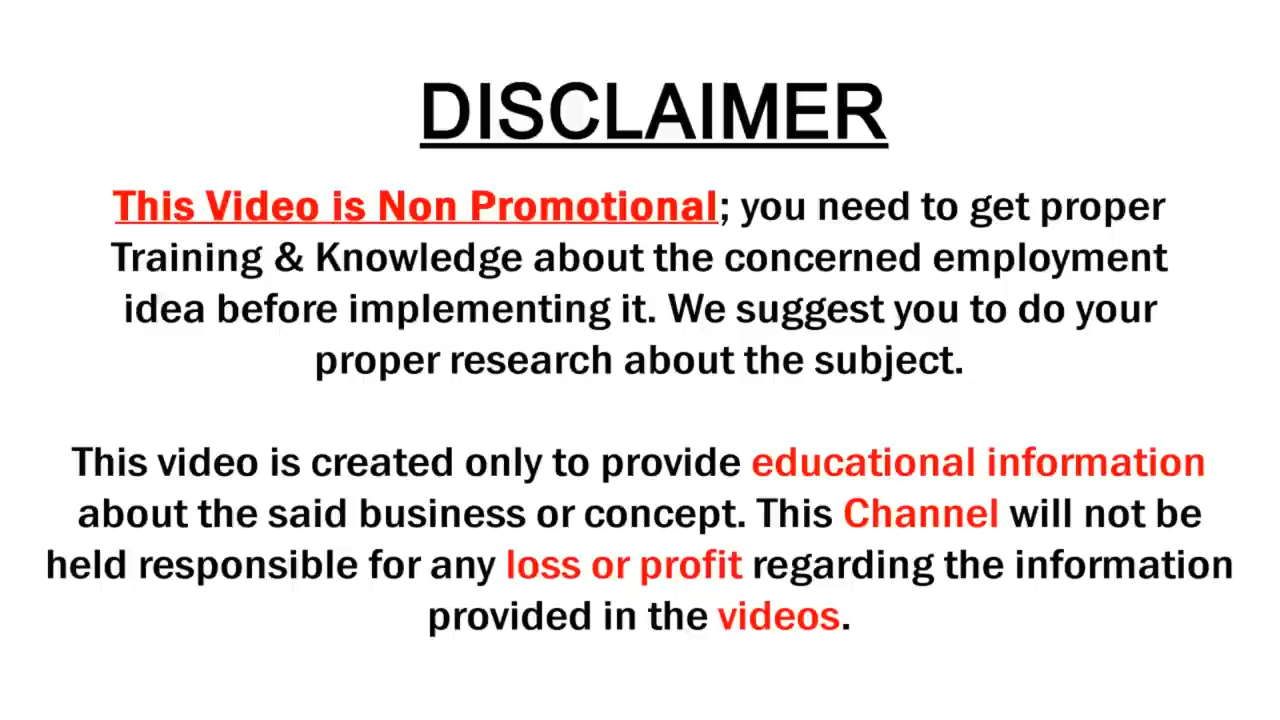 DISCLAIMER
This Video is Non Promotional; you need to get proper
Training & Knowledge about the concerned employment
idea before implementing it. We suggest you to do your
proper research about the subject.
This video is created only to provide educational information
about the said business or concept. This Channel will not be
held responsible for any loss or profit regarding the information
provided in the videos.